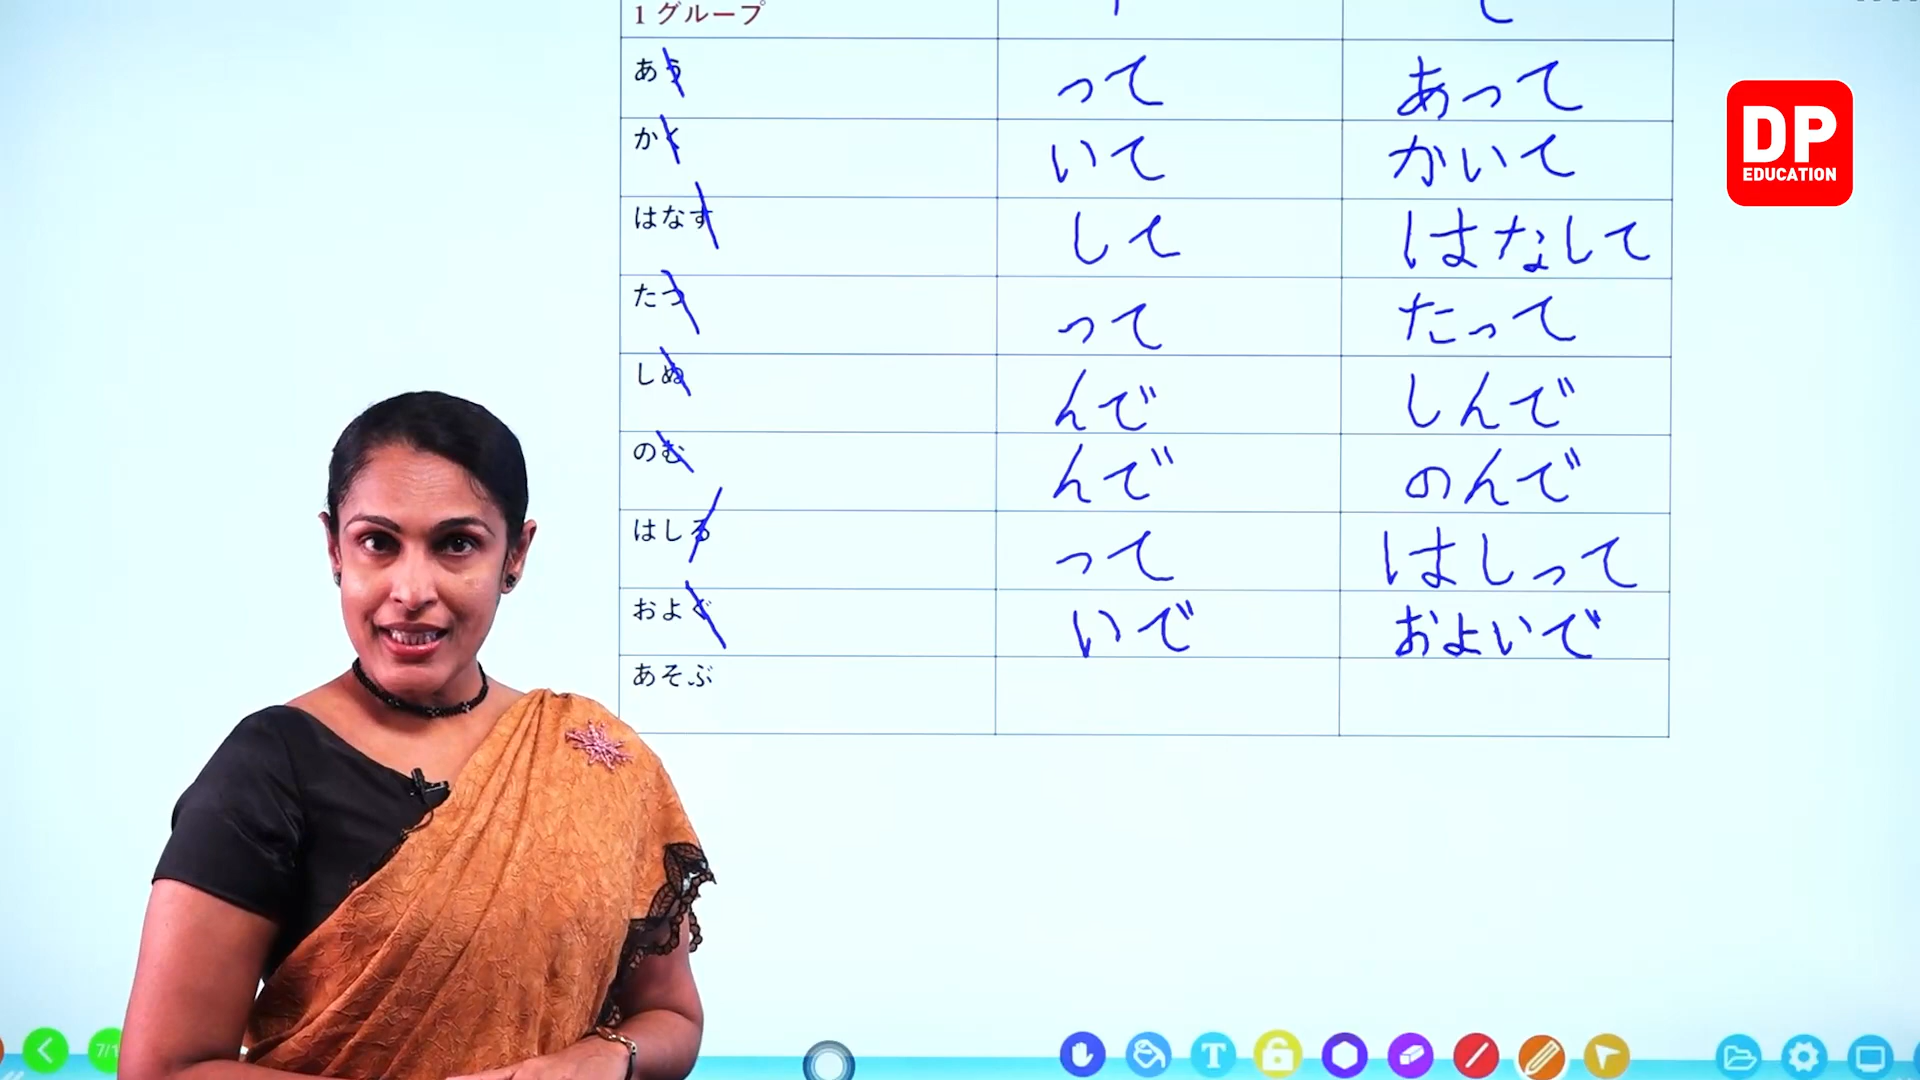 1グループ
あう って あって
かく いて かいて
はなす して はなして
たつ って たって
しぬ んで しんで
のむ んで のんで
はしる って はしって
およぐ いで およいで
あそぶ
DP
EDUCATION
7/1
T